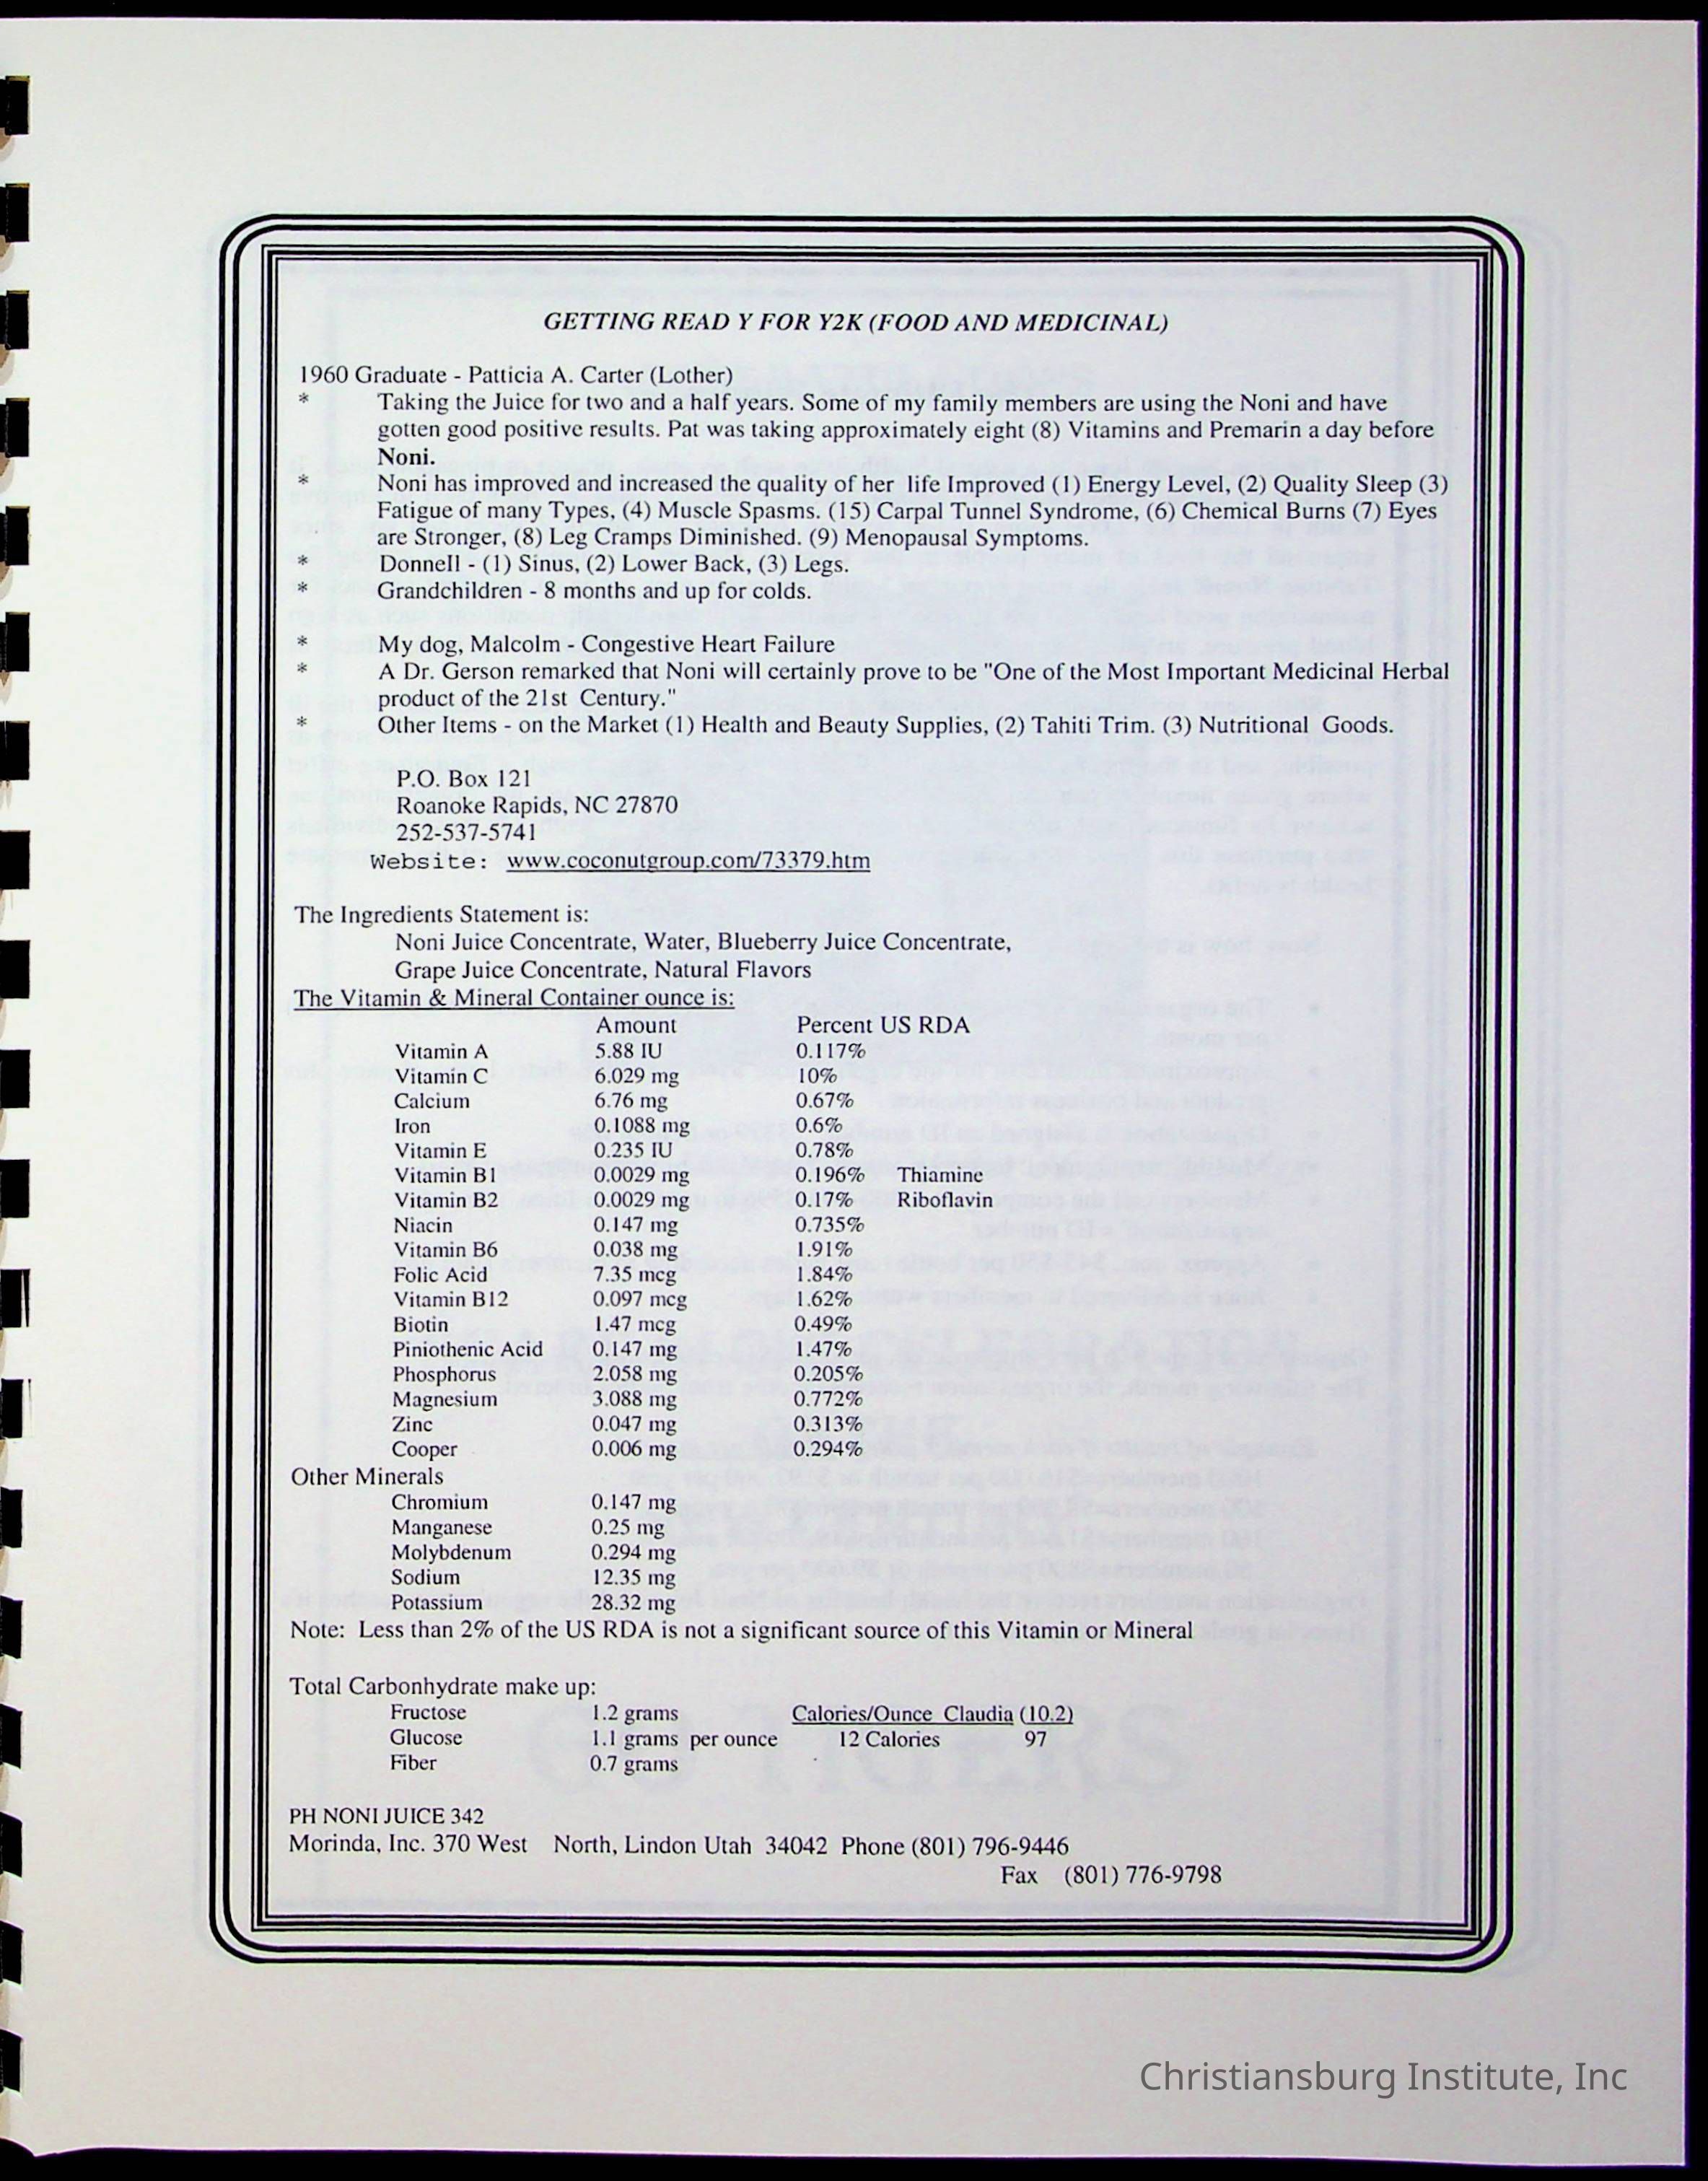 GETTING READ Y FOR Y2K (FOOD AND MEDICINAL)
1960 Graduate - Patticia A. Carter (Lother)
* Taking the Juice for two and a half years. Some of my family members are using the Noni and have
gotten good positive results. Pat was taking approximately eight (8) Vitamins and Premarin a day before
Noni.
* Noni has improved and increased the quality of her life Improved (1) Energy Level, (2) Quality Sleep (3)
Fatigue of many Types, (4) Muscle Spasms. (15) Carpal Tunnel Syndrome, (6) Chemical Burns (7) Eyes
are Stronger, (8) Leg Cramps Diminished. (9) Menopausal Symptoms.
* Donnell - (1) Sinus, (2) Lower Back, (3) Legs.
* Grandchildren - 8 months and up for colds.
* My dog, Malcolm - Congestive Heart Failure
* A Dr. Gerson remarked that Noni will certainly prove to be "One of the Most Important Medicinal Herbal
product of the 21st Century."
* Other Items - on the Market (1) Health and Beauty Supplies, (2) Tahiti Trim. (3) Nutritional Goods.
P.O. Box 121
Roanoke Rapids, NC 27870
252-537-5741
Website: www.coconutgroup.com/73379.htm
The Ingredients Statement is:
Noni Juice Concentrate, Water, Blueberry Juice Concentrate,
Grape Juice Concentrate, Natural Flavors
The Vitamin & Mineral Container ounce is:
Amount Percent US RDA
Vitamin A 5.88 IU 0.117%
Vitamin C 6.029 mg 10%
Calcium 6.76 mg 0.67%
Iron 0.1088 mg 0.6%
Vitamin E 0.235 IU 0.78%
Vitamin B1 0.0029 mg 0.196% Thiamine
Vitamin B2 0.0029 mg 0.17% Riboflavin
Niacin 0.147 mg 0.735%
Vitamin B6 0.038 mg 1.91%
Folic Acid 7.35 mcg 1.84%
Vitamin B12 0.097 mcg 1.62%
Biotin 1.47 mcg 0.49%
Piniothenic Acid 0.147 mg 1.47%
Phosphorus 2.058 mg 0.205%
Magnesium 3.088 mg 0.772%
Zinc 0.047 mg 0.313%
Cooper 0.006 mg 0.294%
Other Minerals
Chromium 0.147 mg
Manganese 0.25 mg
Molybdenum 0.294 mg
Sodium 12.35 mg
Potassium 28.32 mg
Note: Less than 2% of the US RDA is not a significant source of this Vitamin or Mineral
Total Carbonhydrate make up:
Fructose 1.2 grams Calories/Ounce Claudia (10.2)
Glucose 1.1 grams per ounce 12 Calories 97
Fiber 0.7 grams
PH NONI JUICE 342
Morinda, Inc. 370 West North, Lindon Utah 34042 Phone (801) 796-9446
Fax (801) 776-9798
Christiansburg Institute, Inc